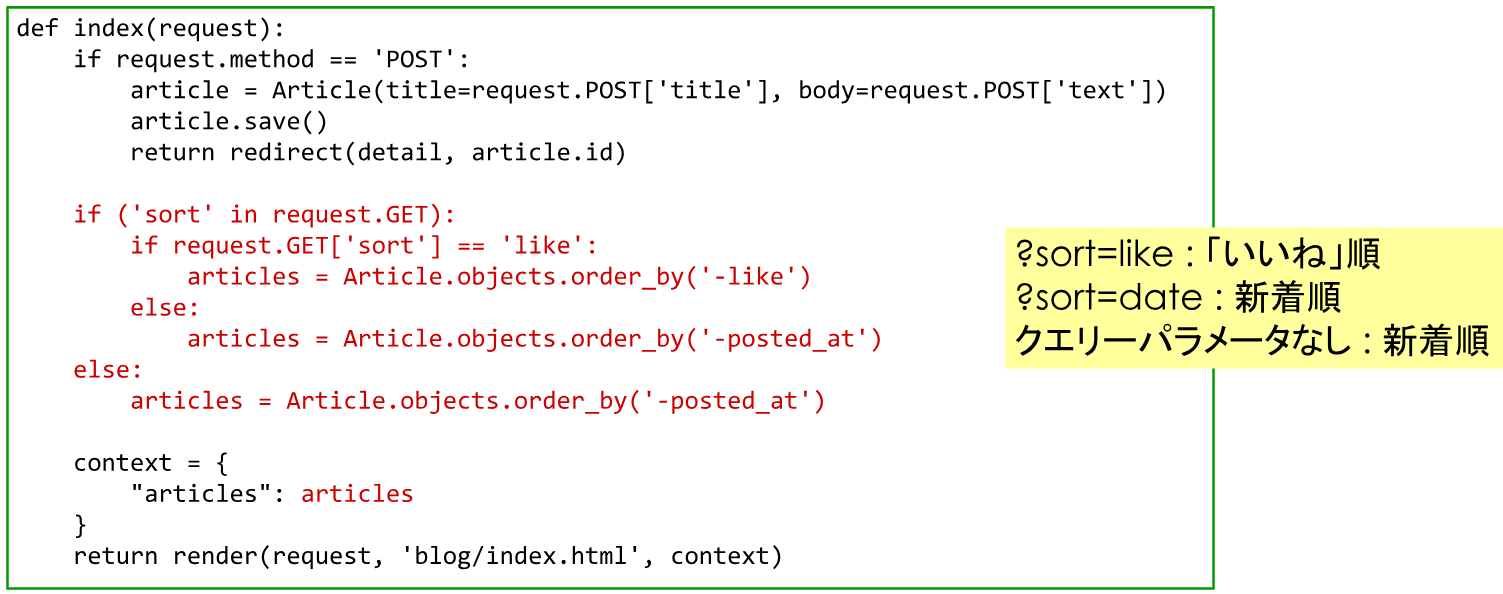 def index(request):
    if request.method == 'POST':
        article = Article(title=request.POST['title'], body=request.POST['text'])
        article.save()
        return redirect(detail, article.id)
    if ('sort' in request.GET):
        if request.GET['sort'] == 'like':
            articles = Article.objects.order_by('-like')
        else:
            articles = Article.objects.order_by('-posted_at')
    else:
        articles = Article.objects.order_by('-posted_at')
    context = {
        "articles": articles
    }
    return render(request, 'blog/index.html', context)
?sort=like : 「いいね」順
?sort=date : 新着順
クエリーパラメータなし : 新着順